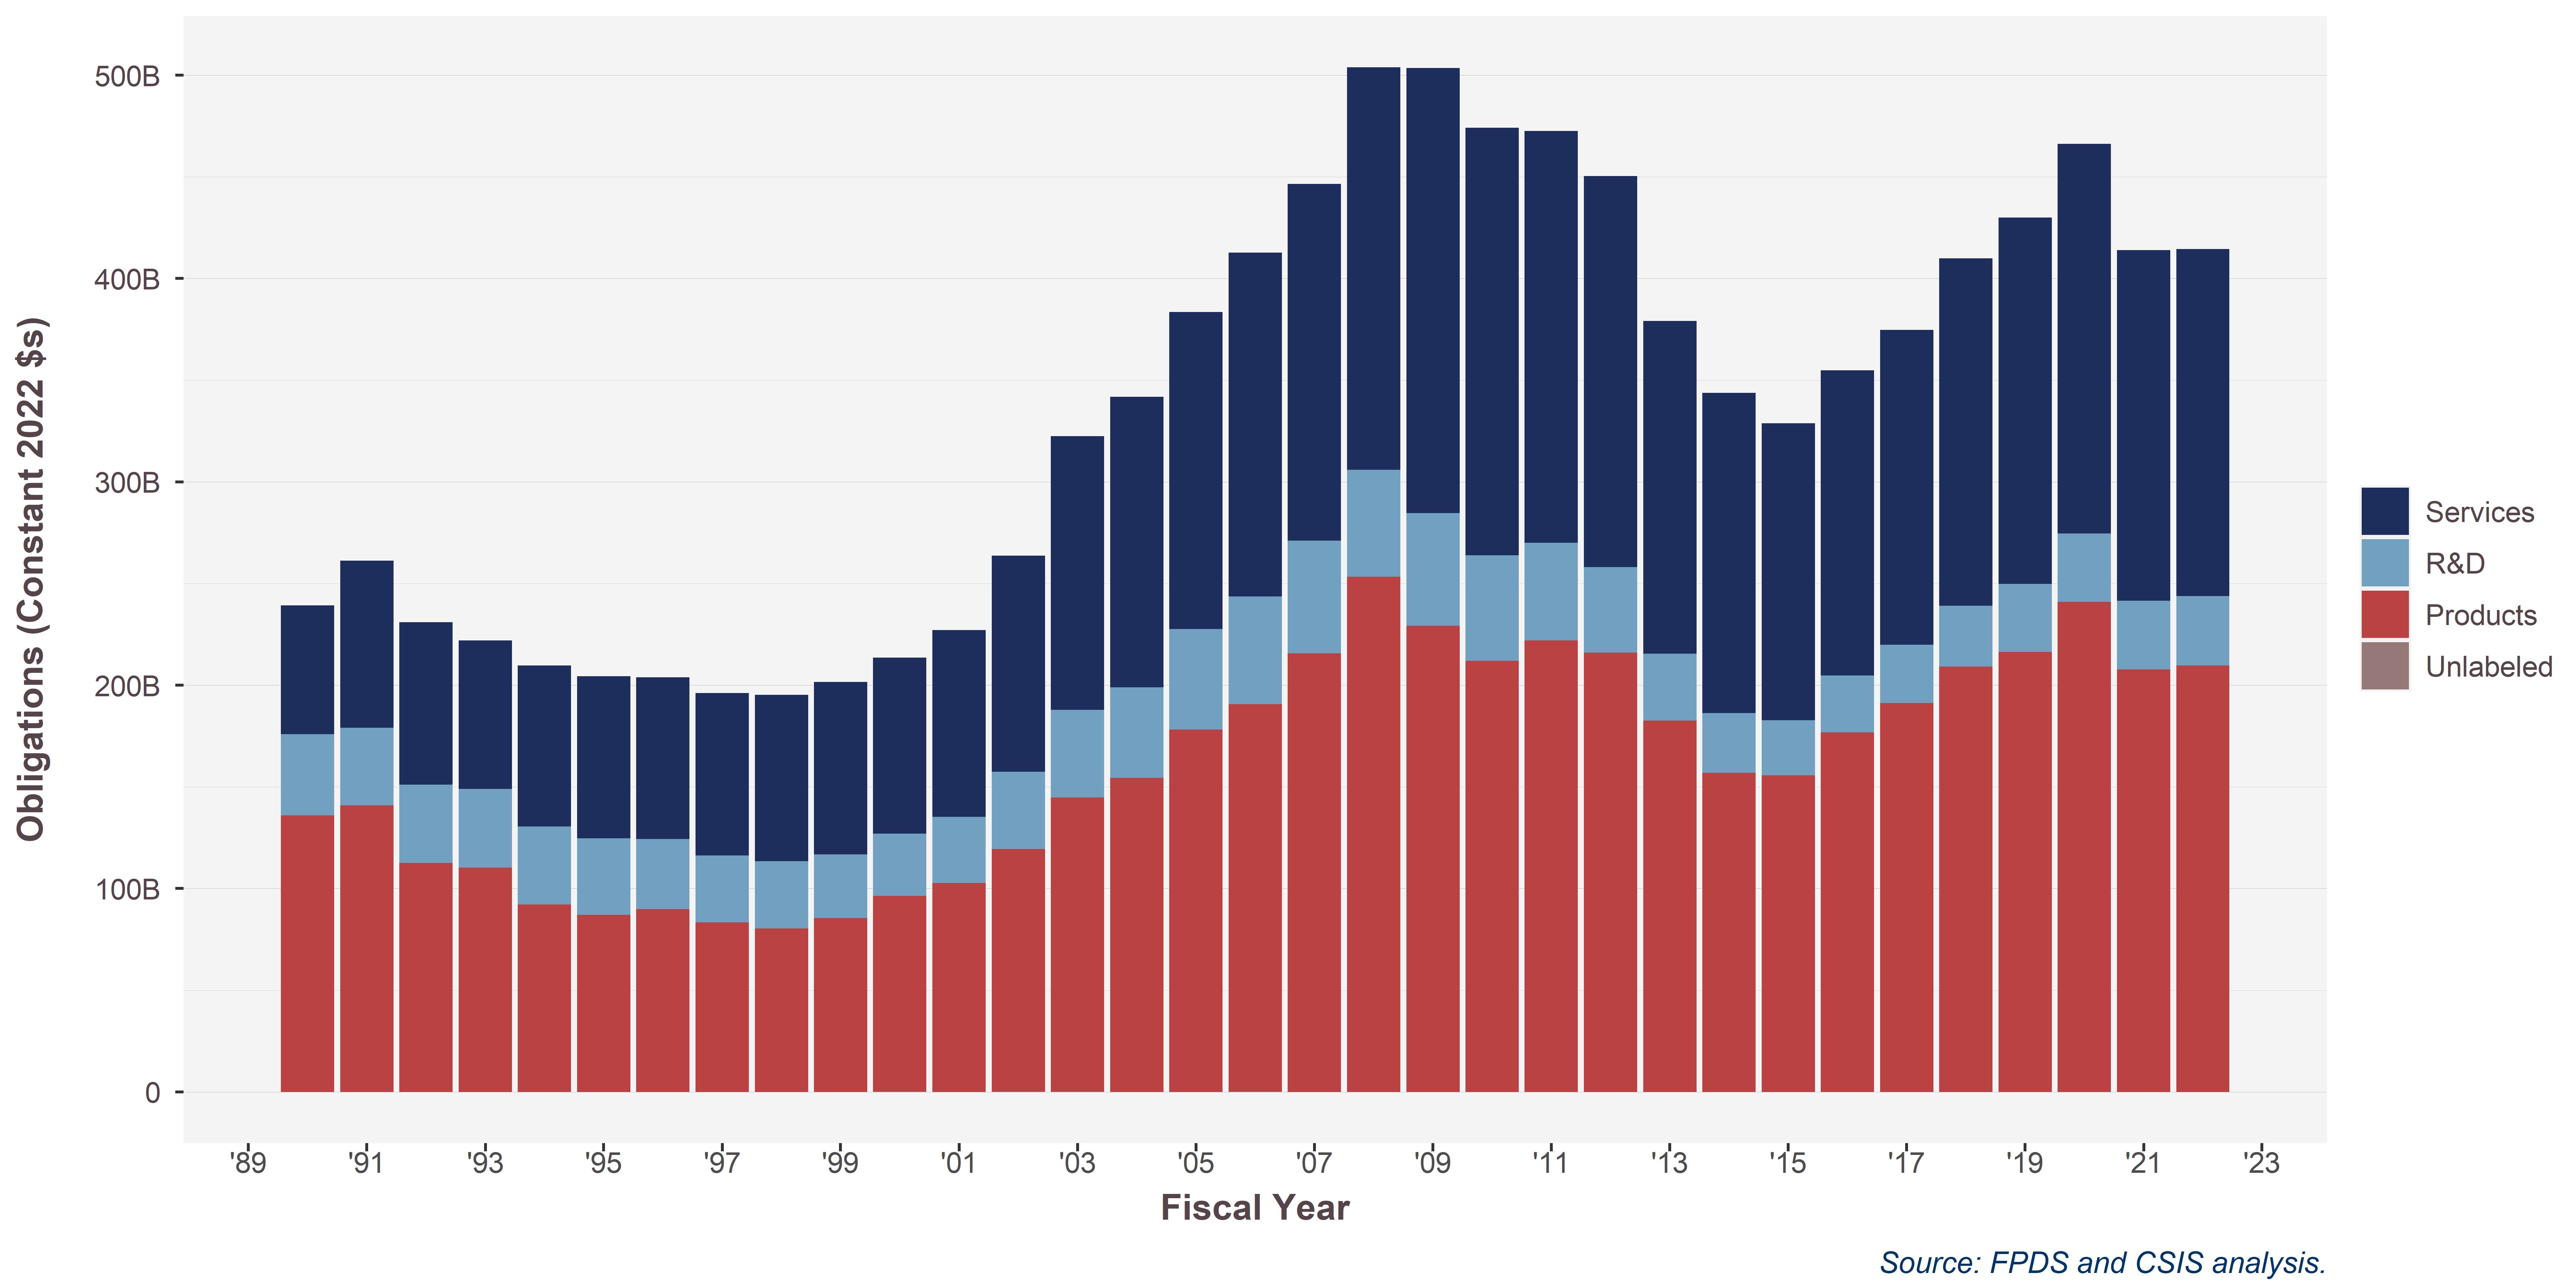 Obligations (Constant 2022 $s)
500B
400B
300B
200B
100B
0
'89 '91 '93 '95 '97 '99 '01 '03 '05 '07 '09 '11 '13 '15 '17 '19 '21 '23
Fiscal Year
Services
R&D
Products
Unlabeled
Source: FPDS and CSIS analysis.